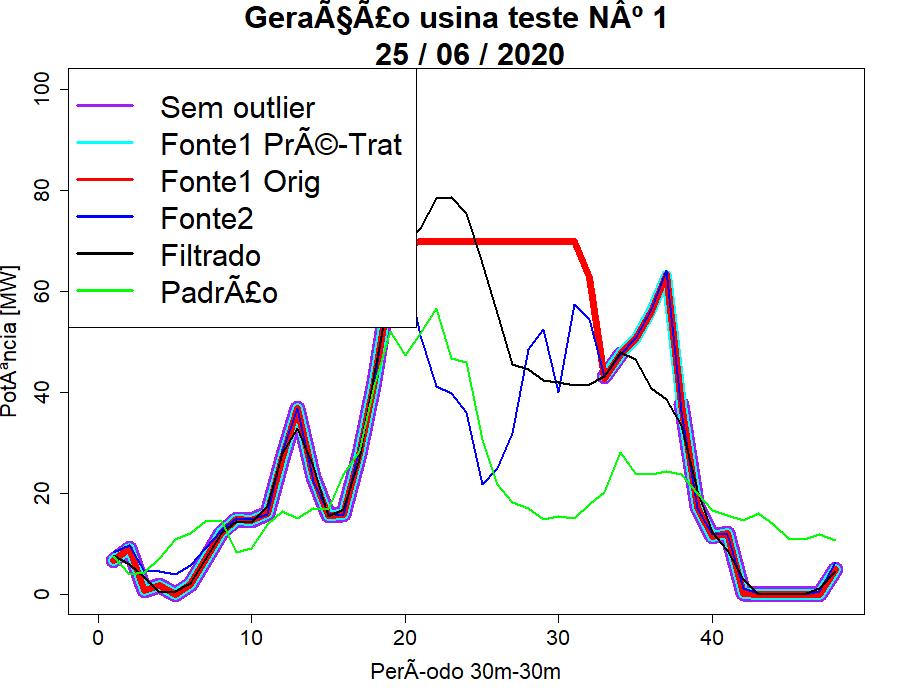 GeraÃ§Ã£o usina teste NÂº 1
25 / 06 / 2020
PotÃªncia [MW]
100
80
60
40
20
0
Sem outlier
Fonte1 PrÃ©-Trat
Fonte1 Orig
Fonte2
Filtrado
PadrÃ£o
0 10 20 30 40
PerÃ-odo 30m-30m